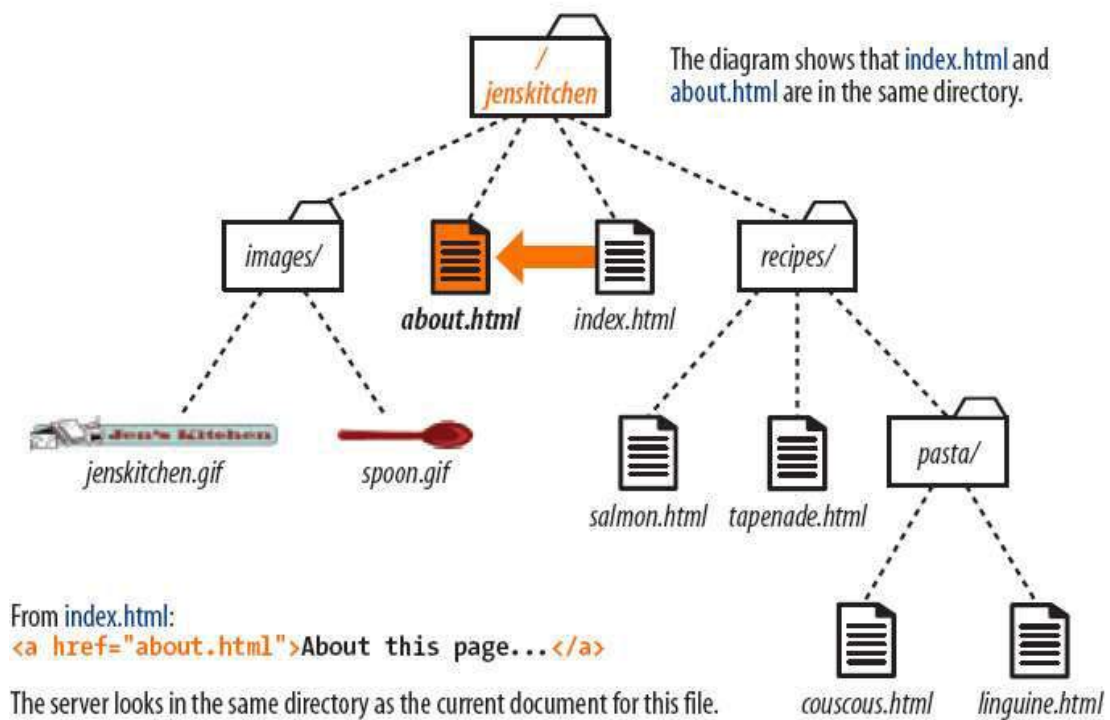 /
jenskitchen
The diagram shows that index.html and
about.html are in the same directory.
images/
recipes/
about.html
index.html
Jen's Kitchen
jenskitchen.gif
spoon.gif
pasta/
salmon.html
tapenade.html
From index.html:
<a href="about.html">About this page...</a>
The server looks in the same directory as the current document for this file.
couscous.html
linguine.html